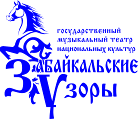 государственный
музыкальный театр
национальных культур
Забайкальские
Узоры